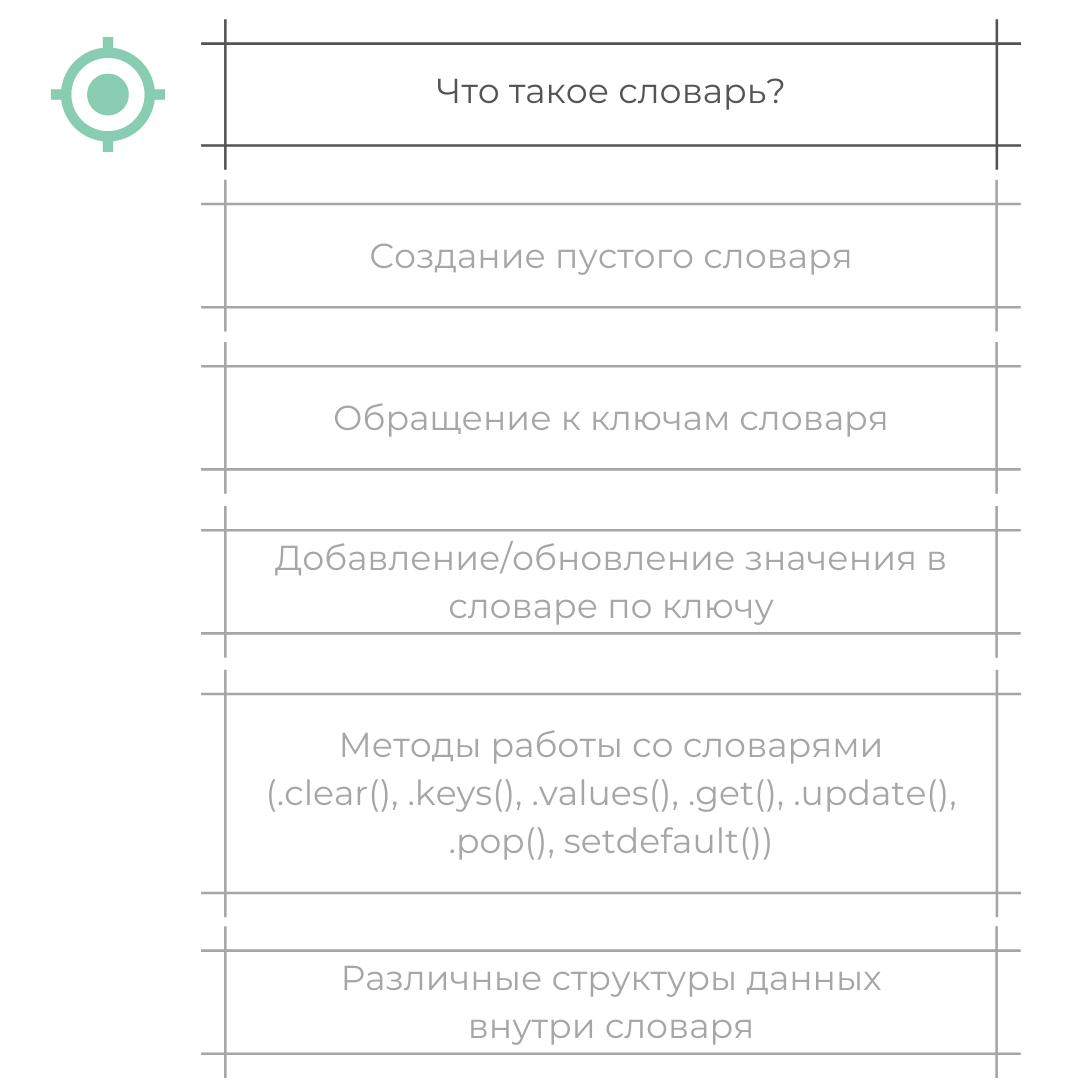 Что такое словарь?
Создание пустого словаря
Обращение к ключам словаря
Добавление/обновление значения в
словаре по ключу
Методы работы со словарями
(.clear(), .keys(), .values(), .get(), .update(),
.pop(), setdefault())
Различные структуры данных
внутри словаря